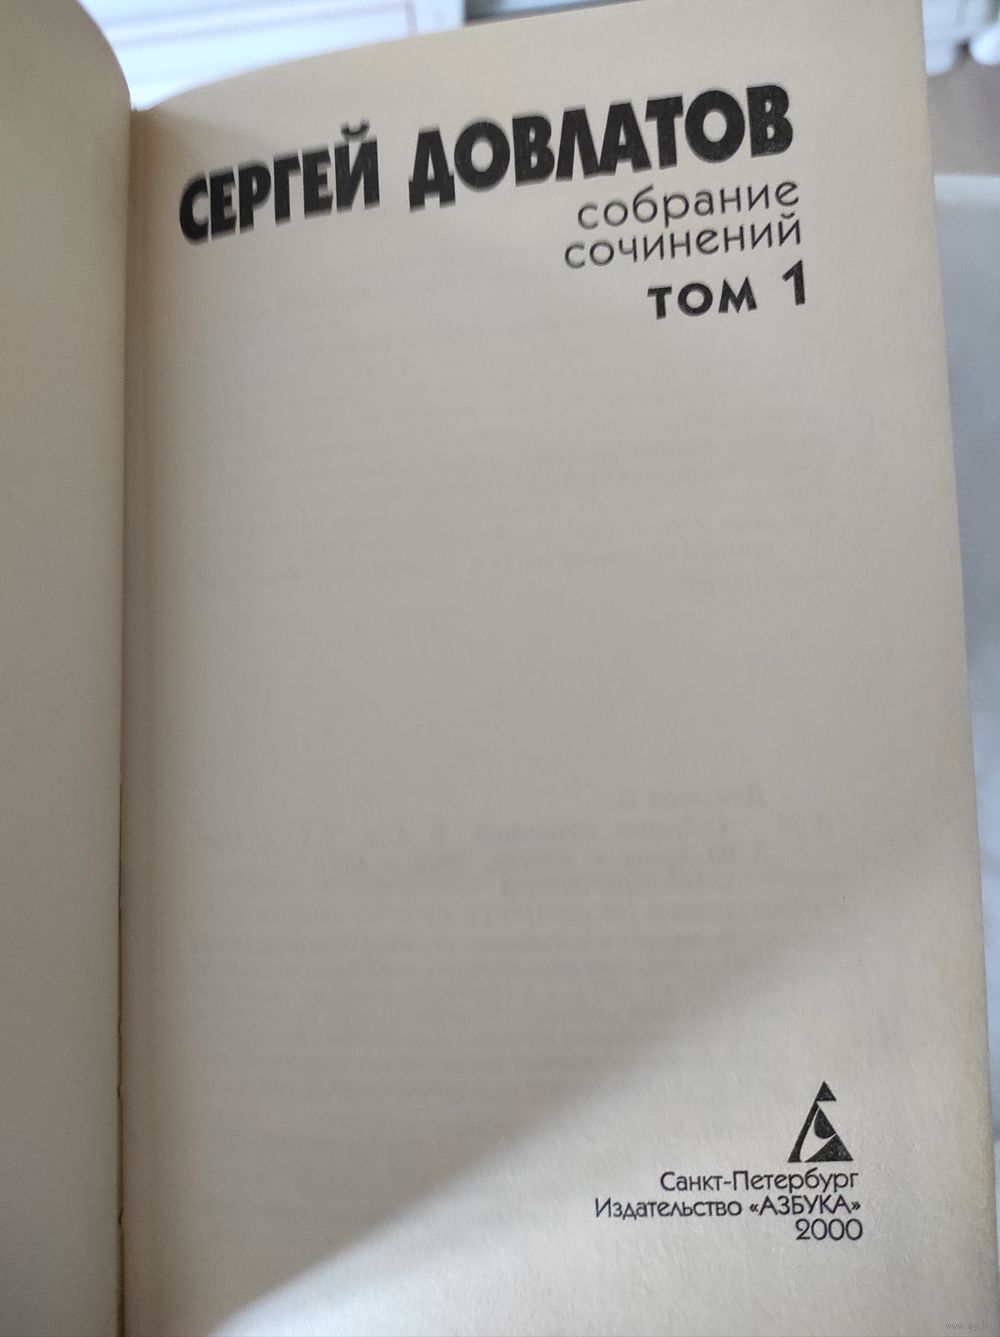 СЕРГЕЙ ДОВЛАТОВ
собрание
сочинений
ТОМ 1
Санкт-Петербург
Издательство «АЗБУКА»
2000